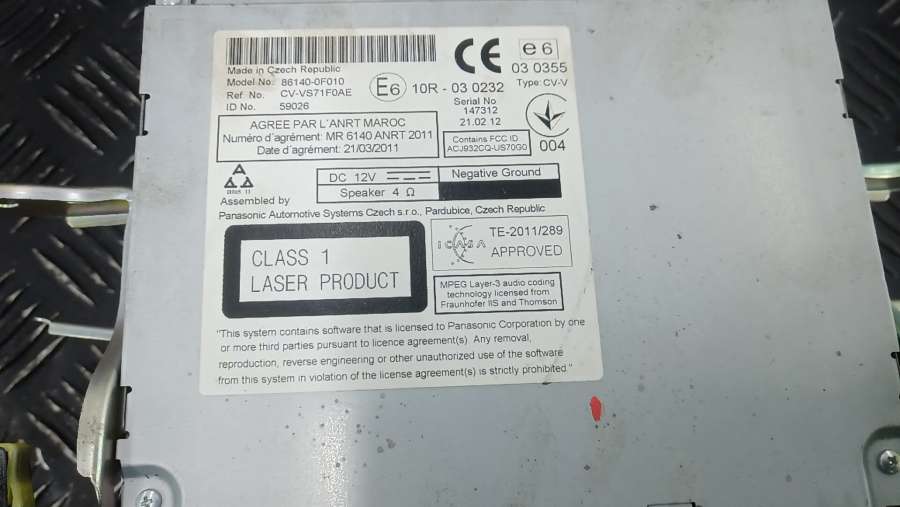 Made in Czech Republic
Model No. 86140-0F010
Ref. No. CV-VS71F0AE
ID No. 59026
CE
e6
03 0355
Type: CV-V
E6 10R - 03 0232
Serial No
147312
21.02 12
004
AGREE PAR L'ANRT MAROC
Numéro d'agrément: MR 6140 ANRT 2011
Date d'agrément: 21/03/2011
Contains FCC ID
ACJ932CQ-US70G0
DC 12V
Negative Ground
Speaker 4 Ω
Assembled by
Panasonic Automotive Systems Czech s.r.o., Pardubice, Czech Republic
CLASS 1
LASER PRODUCT
ICASA
TE-2011/289
APPROVED
MPEG Layer-3 audio coding
technology licensed from
Fraunhofer IIS and Thomson
"This system contains software that is licensed to Panasonic Corporation by one
or more third parties pursuant to licence agreement(s). Any removal,
reproduction, reverse engineering or other unauthorized use of the software
from this system in violation of the license agreement(s) is strictly prohibited."